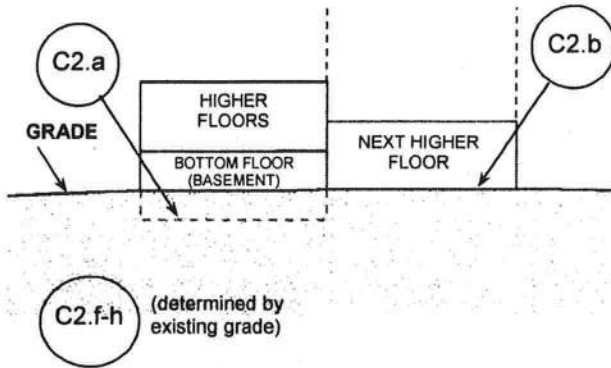 C2.a
C2.b
HIGHER
FLOORS
GRADE
NEXT HIGHER
FLOOR
BOTTOM FLOOR
(BASEMENT)
C2.f-h
(determined by
existing grade)